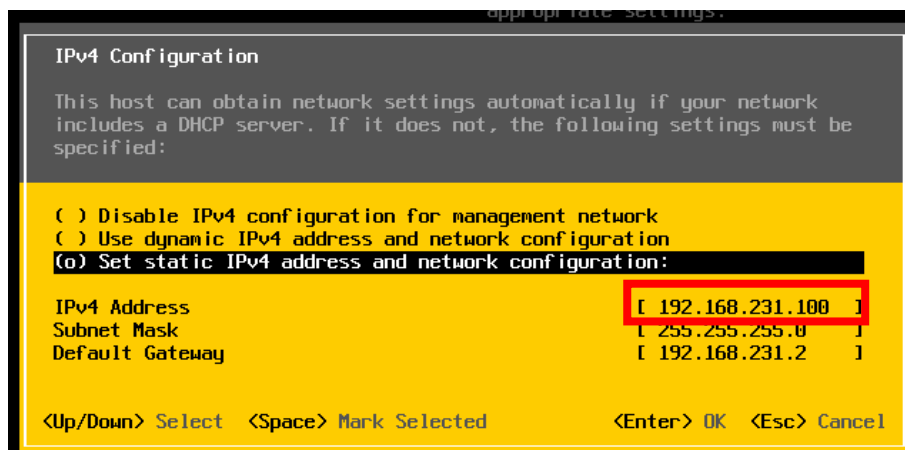 appropriate settings.
IPv4 Configuration
This host can obtain network settings automatically if your network
includes a DHCP server. If it does not, the following settings must be
specified:
( ) Disable IPv4 configuration for management network
( ) Use dynamic IPv4 address and network configuration
(o) Set static IPv4 address and network configuration:
IPv4 Address [ 192.168.231.100 ]
Subnet Mask [ 255.255.255.0 ]
Default Gateway [ 192.168.231.2 ]
<Up/Down> Select <Space> Mark Selected <Enter> OK <Esc> Cancel